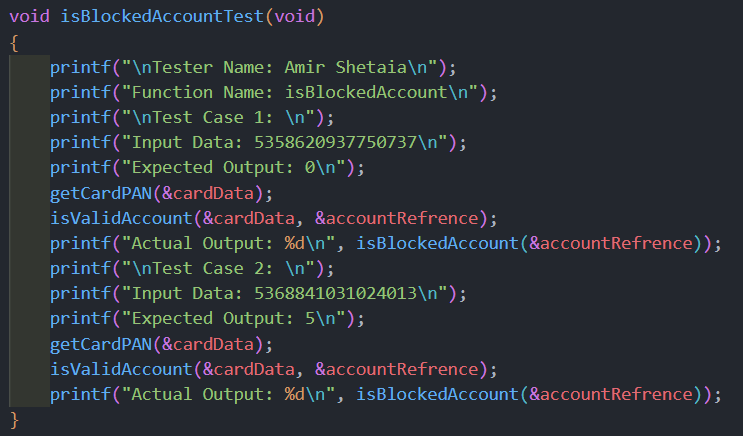 void isBlockedAccountTest(void)
{
printf("\nTester Name: Amir Shetaia\n");
printf("Function Name: isBlockedAccount\n");
printf("\nTest Case 1: \n");
printf("Input Data: 5358620937750737\n");
printf("Expected Output: 0\n");
getCardPAN(&cardData);
isValidAccount(&cardData, &accountRefrence);
printf("Actual Output: %d\n", isBlockedAccount(&accountRefrence));
printf("\nTest Case 2: \n");
printf("Input Data: 5368841031024013\n");
printf("Expected Output: 5\n");
getCardPAN(&cardData);
isValidAccount(&cardData, &accountRefrence);
printf("Actual Output: %d\n", isBlockedAccount(&accountRefrence));
}